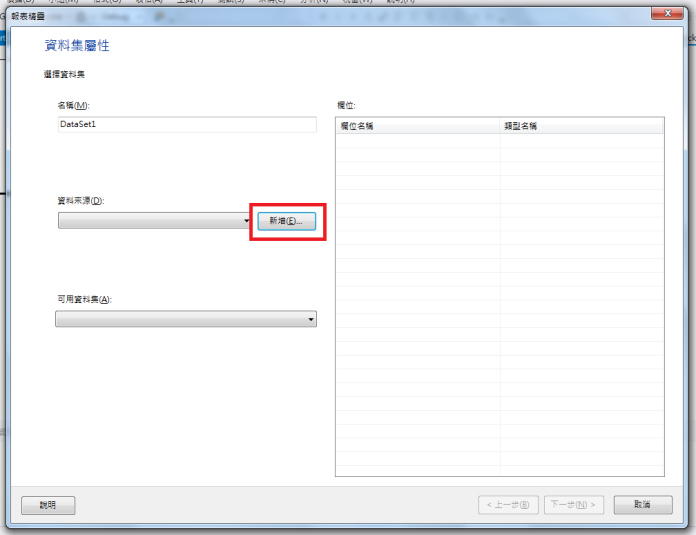 報表精靈
資料集屬性
選擇資料集
名稱(M):
DataSet1
欄位:
欄位名稱 類型名稱
資料來源(D):
新增(E)...
可用資料集(A):
說明
< 上一步(B)
下一步(N) >
取消